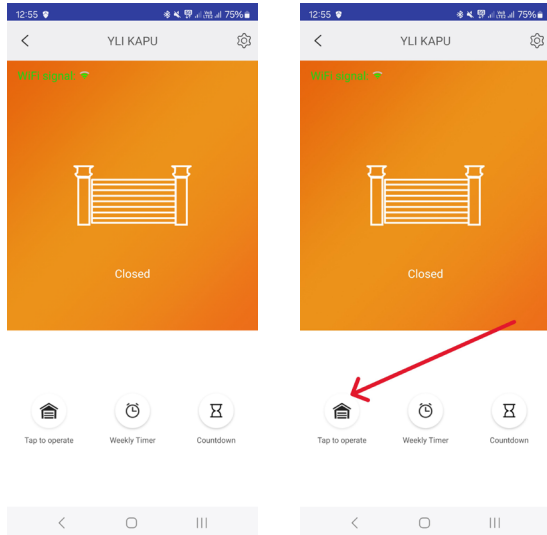 12:55 75%
YLI KAPU
WiFi signal
Closed
Tap to operate Weekly Timer Countdown
12:55 75%
YLI KAPU
WiFi signal
Closed
Tap to operate Weekly Timer Countdown